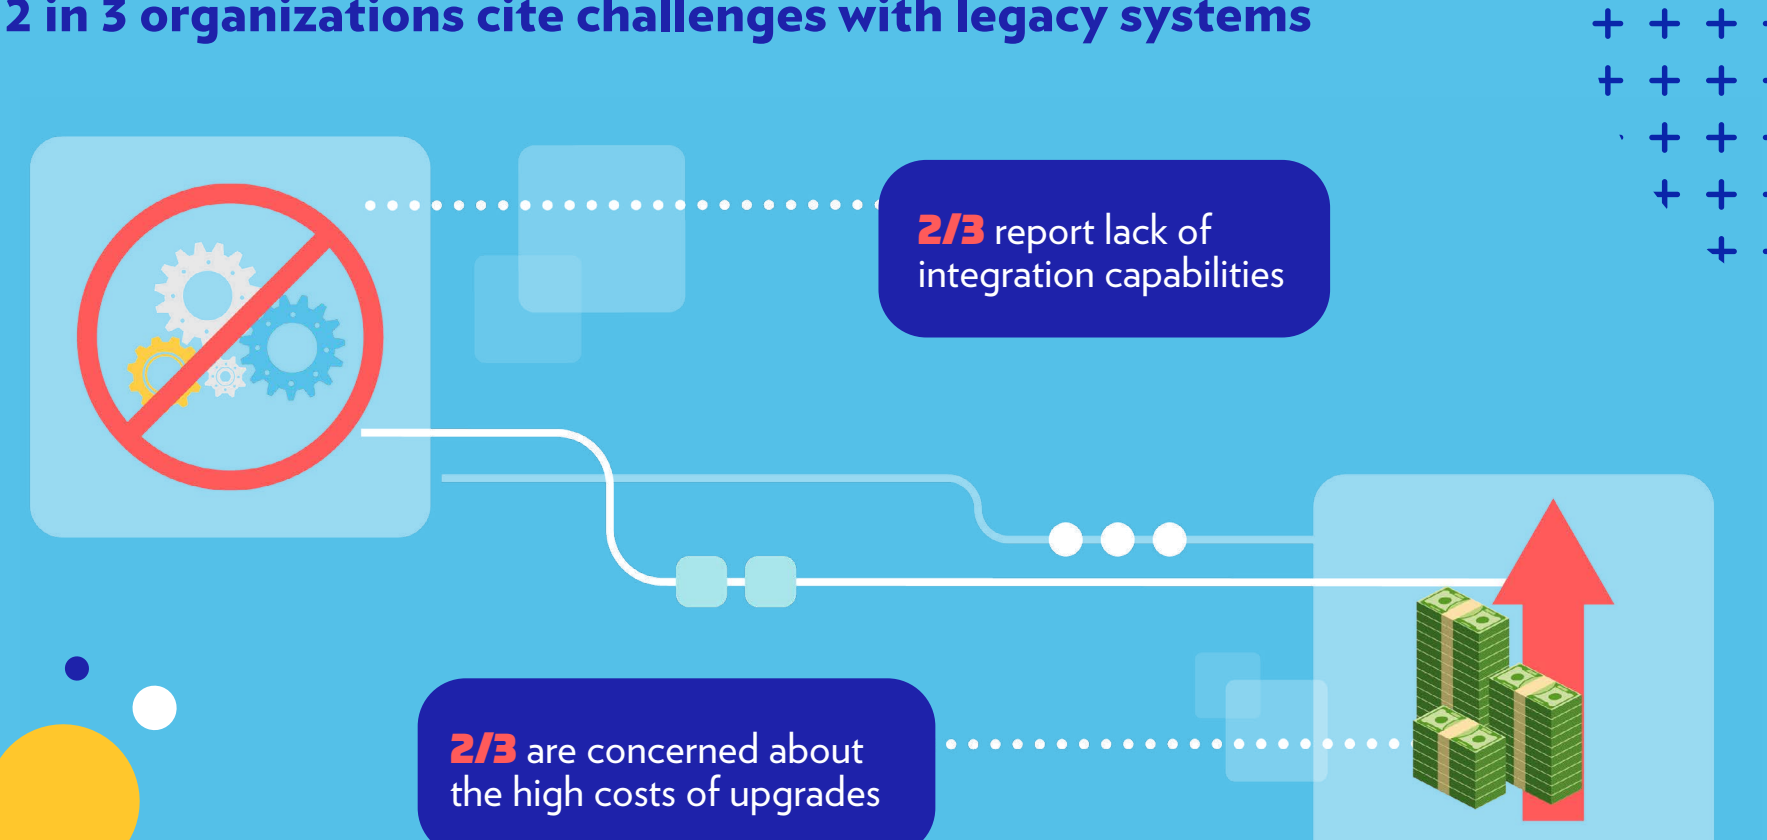 2 in 3 organizations cite challenges with legacy systems
2/3 report lack of
integration capabilities
2/3 are concerned about
the high costs of upgrades